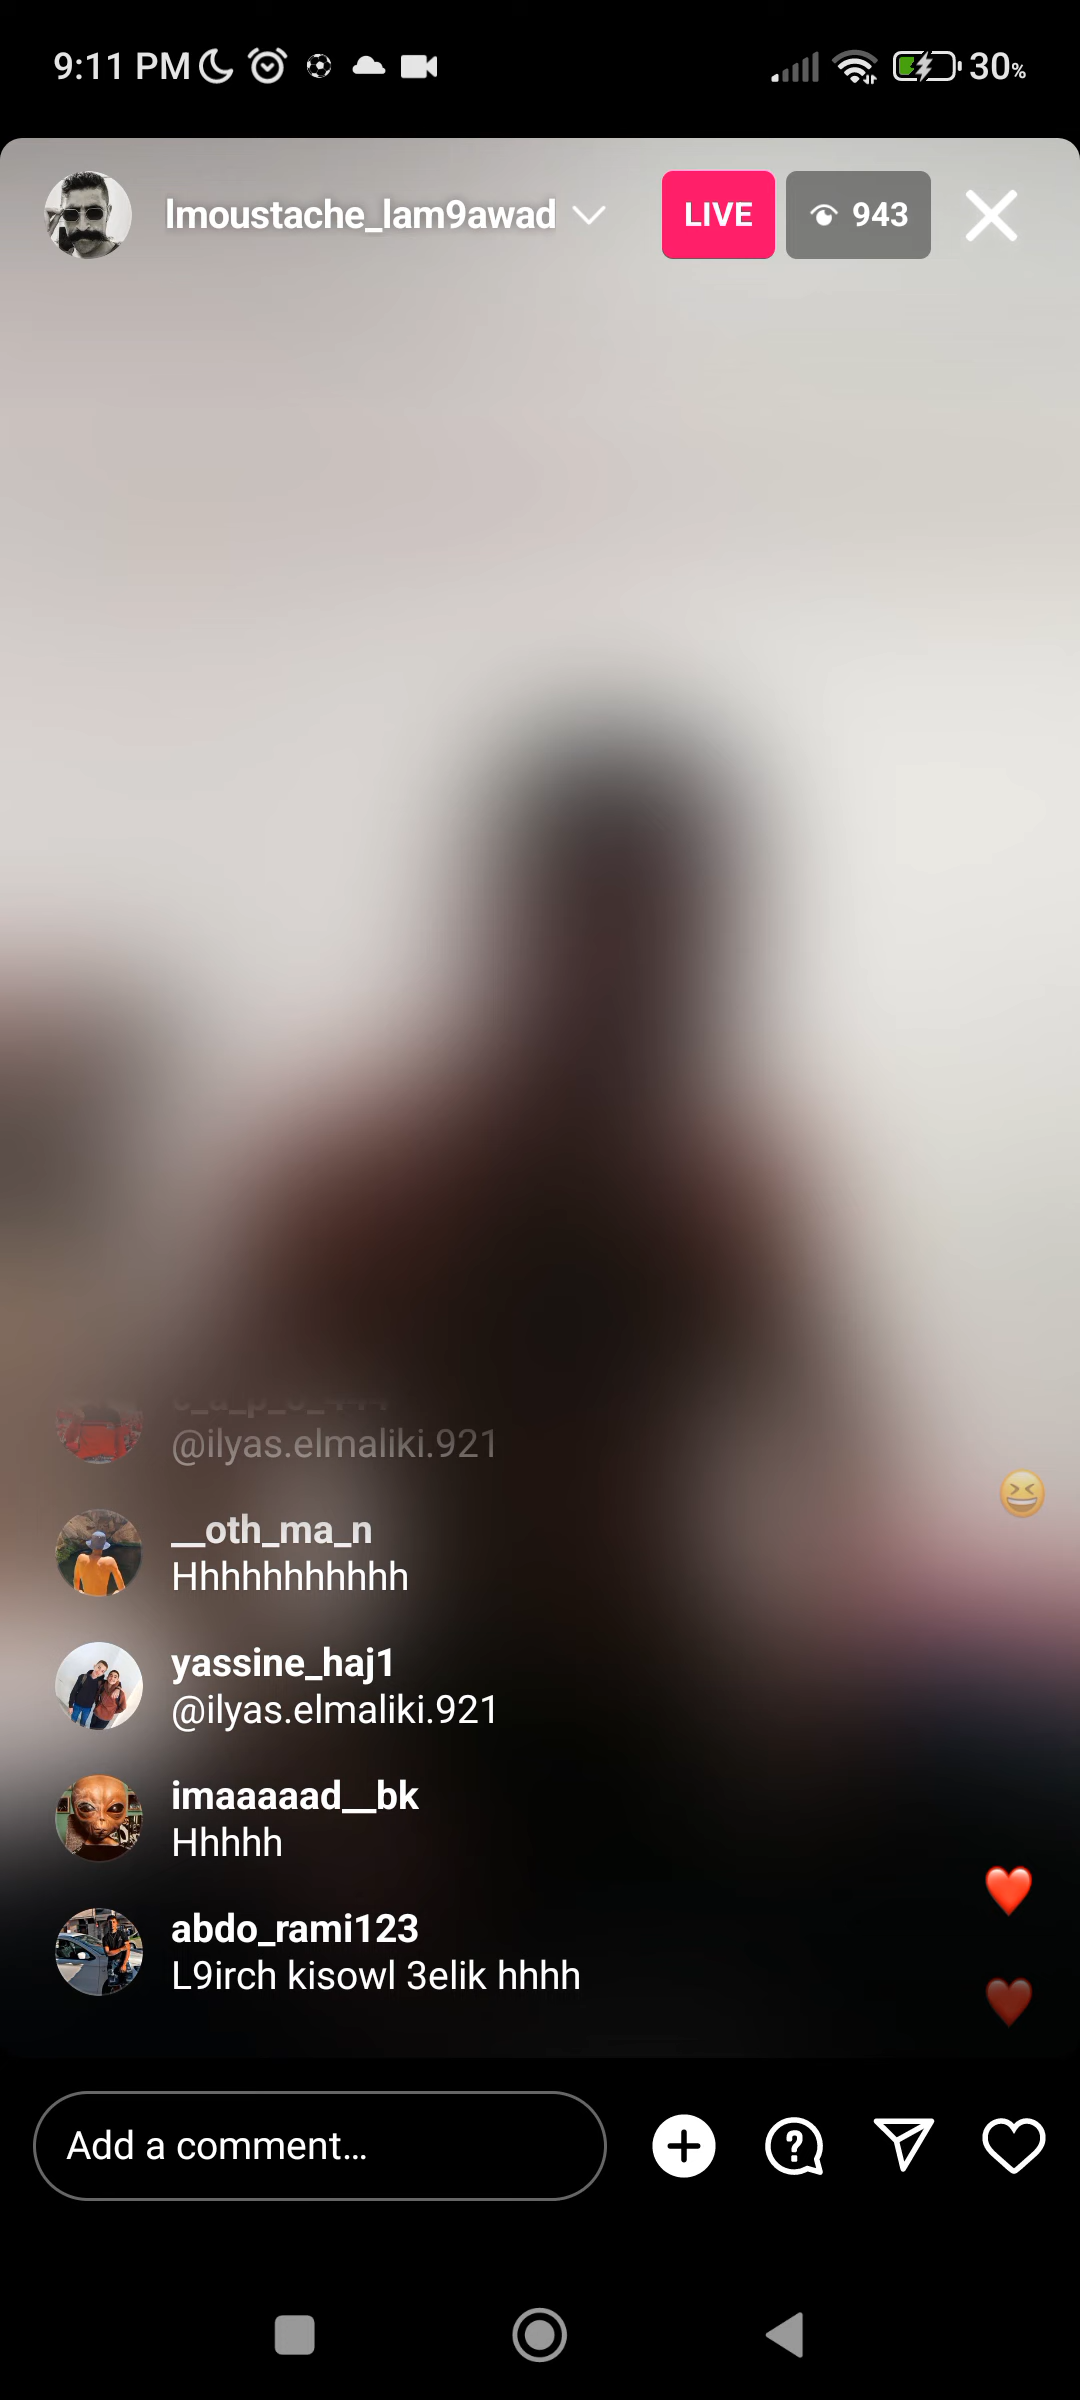 9:11 PM 30%
lmoustache_lam9awad LIVE 943
@ilyas.elmaliki.921
__oth_ma_n
Hhhhhhhhhhh
yassine_haj1
@ilyas.elmaliki.921
imaaaaad__bk
Hhhhh
abdo_rami123
L9irch kisowl 3elik hhhh
Add a comment...